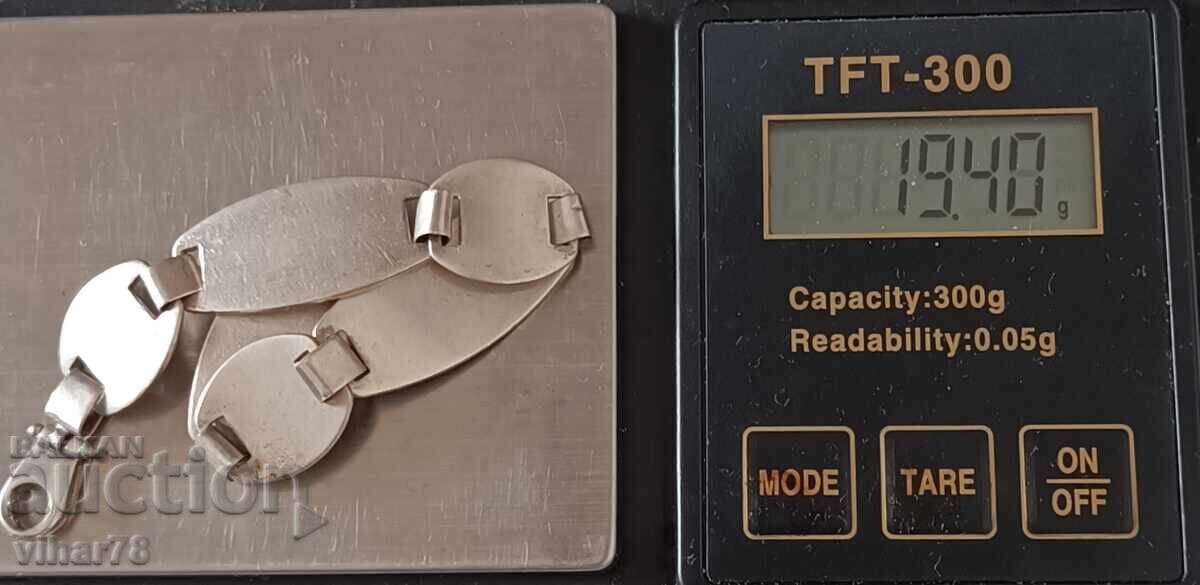 TFT-300
19.40 g
Capacity:300g
Readability:0.05g
MODE
TARE
ON
OFF
BALKAN
auction
vihar78